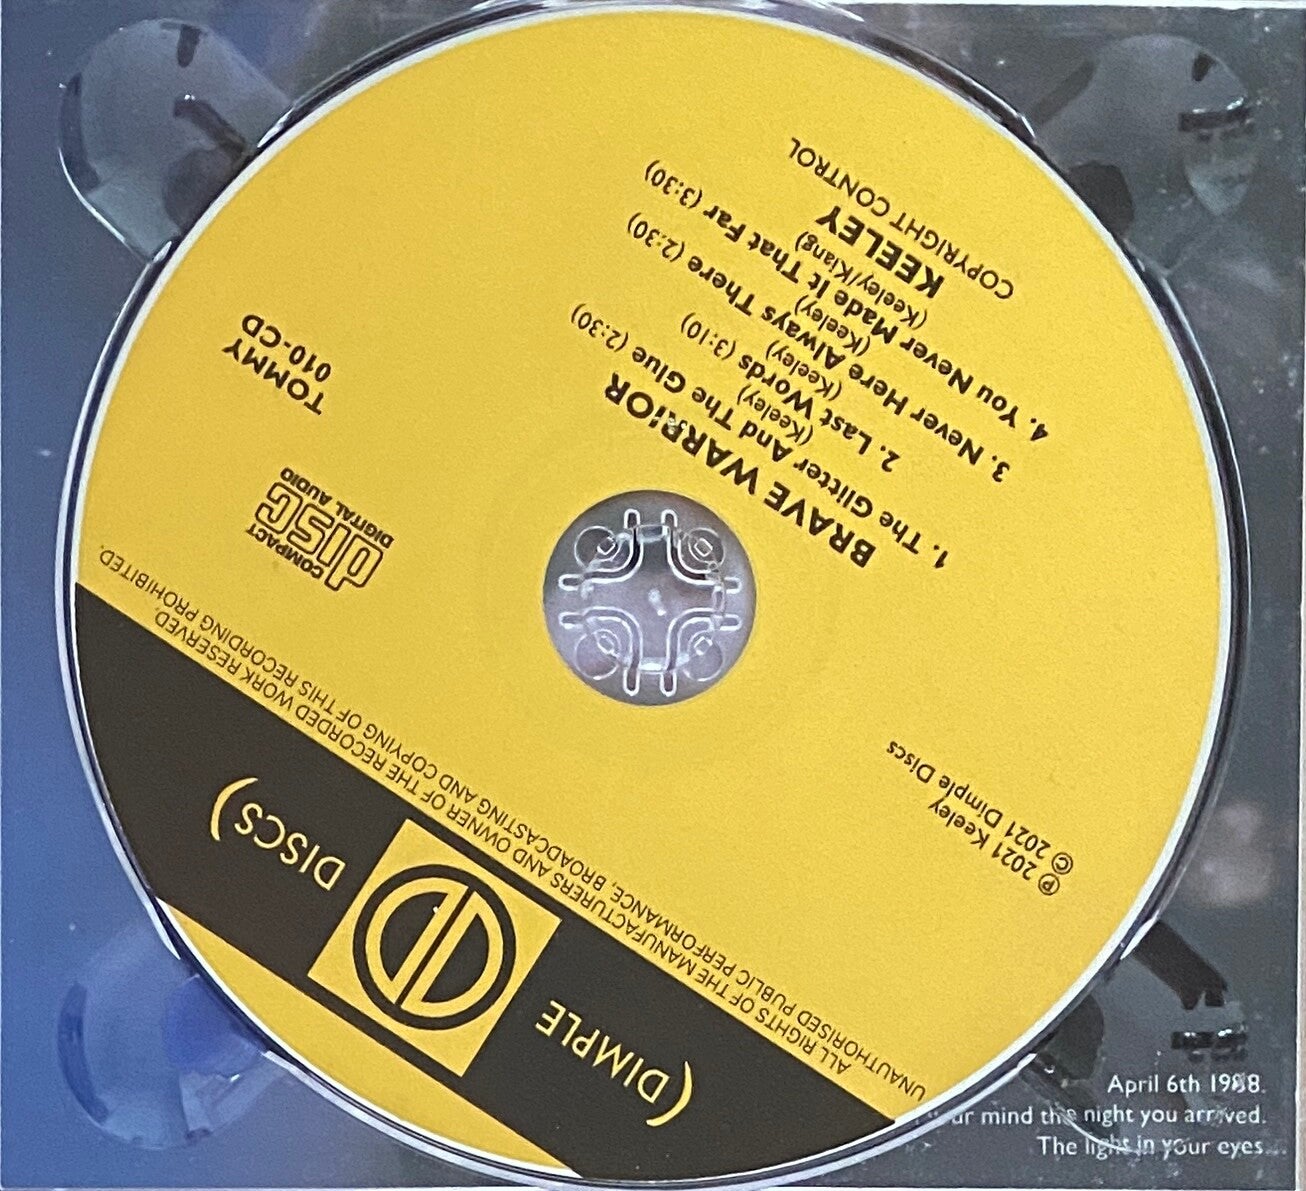 COPYRIGHT CONTROL
KEELEY
BRAVE WARRIOR
1. The Glitter And The Glue (2:30)
(Keeley)
2. Last Words (3:10)
(Keeley)
3. Never Here Always There (2:30)
(Keeley)
4. You Never Made It That Far (3:30)
(Keeley/Klang)
TOMMY
010-CD
COMPACT
disc
DIGITAL AUDIO
℗ 2021 Keeley
© 2021 Dimple Discs
ALL RIGHTS OF THE MANUFACTURERS AND OWNER OF THE RECORDED WORK RESERVED.
UNAUTHORISED PUBLIC PERFORMANCE, BROADCASTING AND COPYING OF THIS RECORDING PROHIBITED.
(DIMPLE DISCS)
April 6th 1988.
mind the night you arrived.
The light in your eyes...